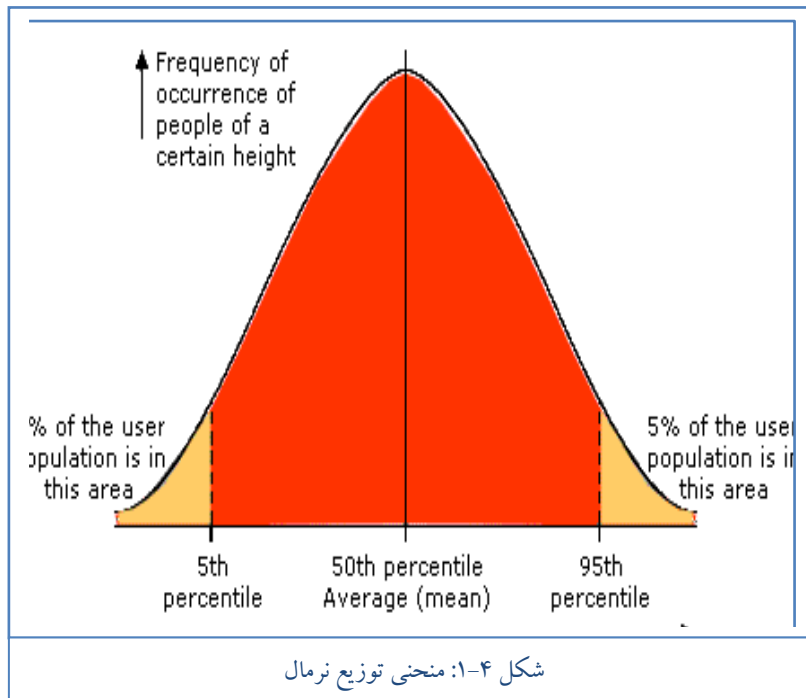 Frequency of
occurrence of
people of a
certain height
% of the user
opulation is in
this area
5% of the user
population is in
this area
5th
percentile
50th percentile
Average (mean)
95th
percentile
شکل ۴-۱: منحنی توزیع نرمال